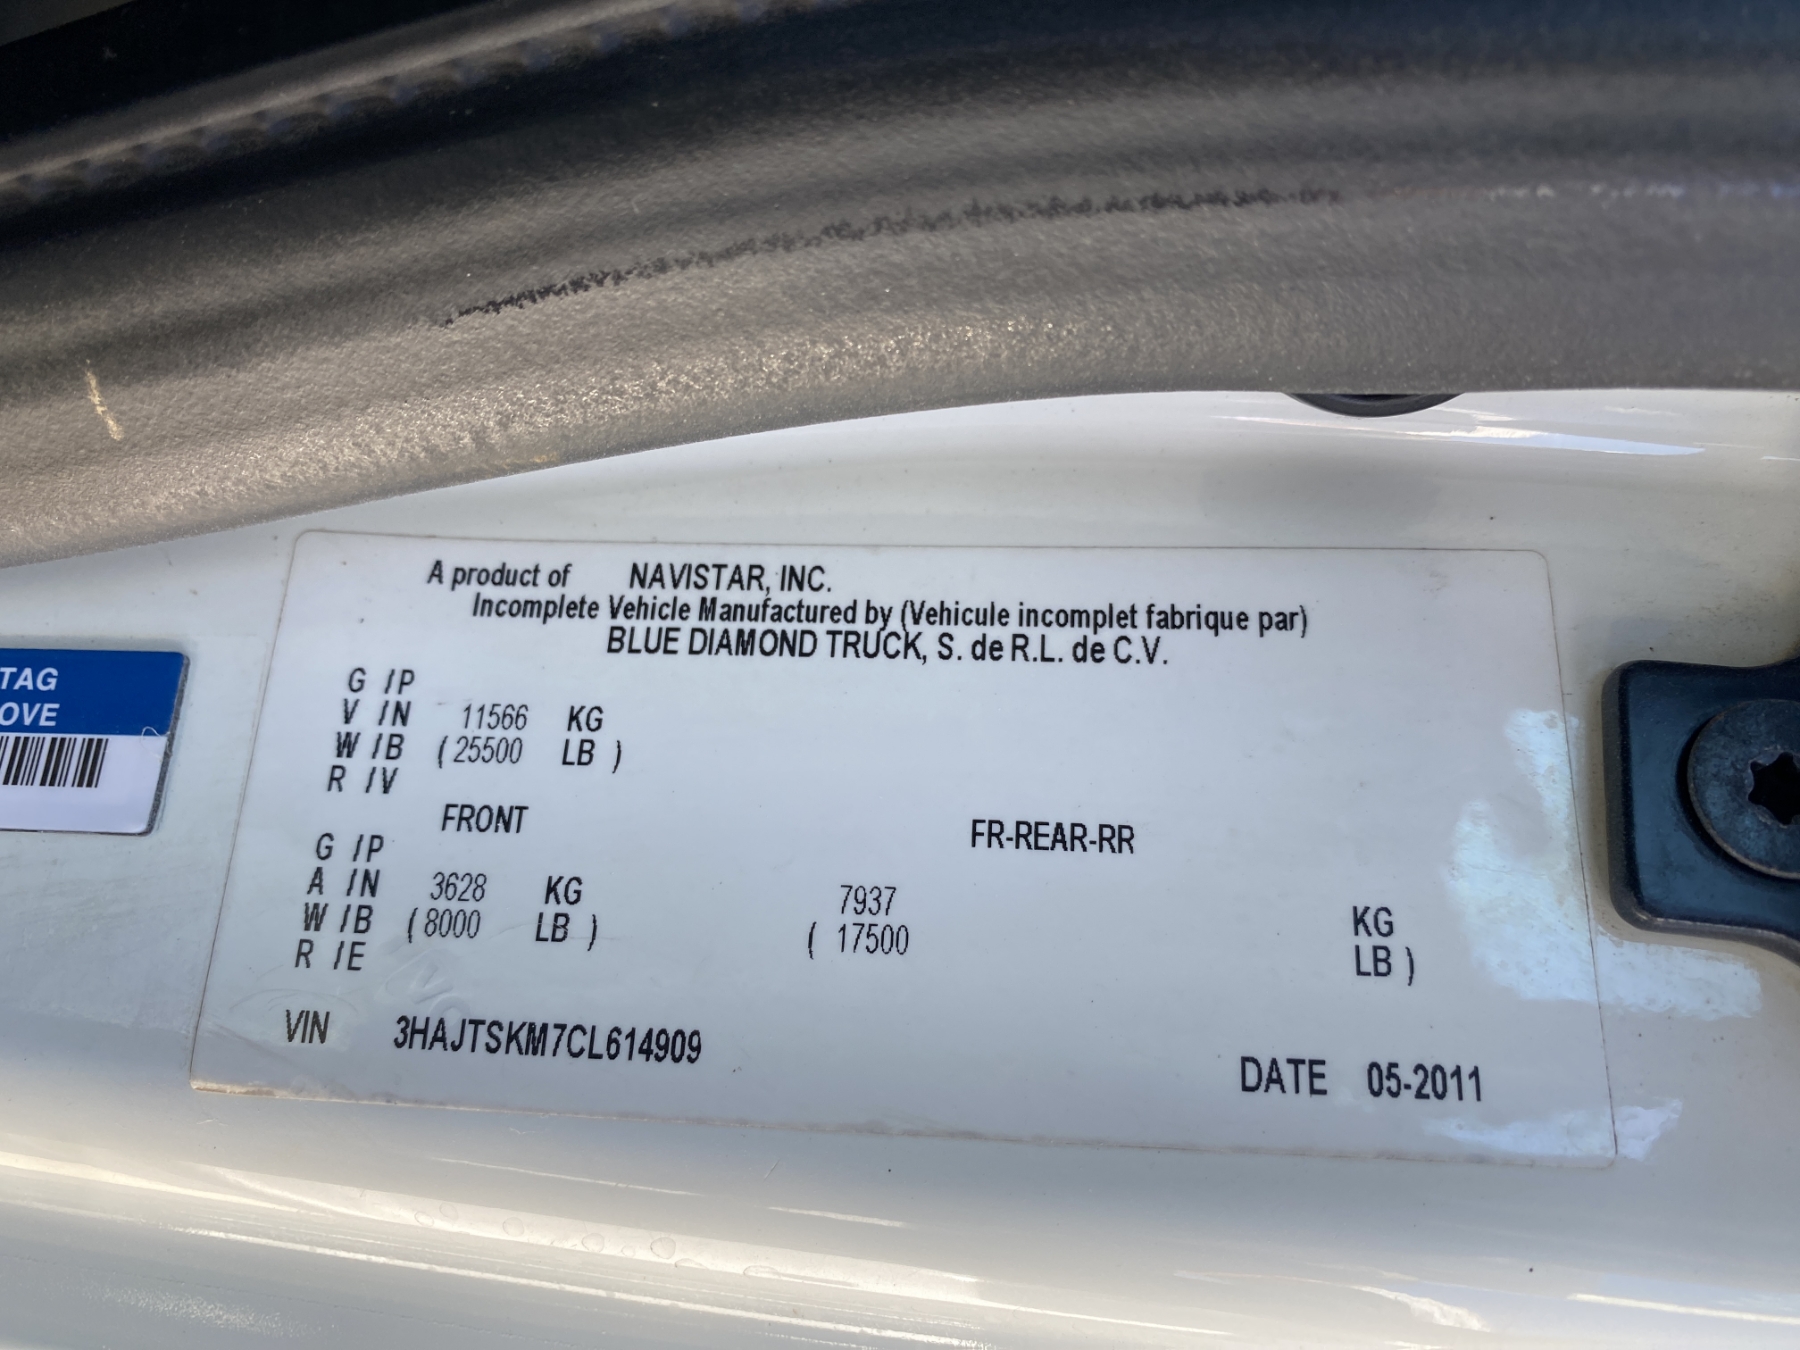 A product of NAVISTAR, INC.
Incomplete Vehicle Manufactured by (Vehicule incomplet fabrique par)
BLUE DIAMOND TRUCK, S. de R.L. de C.V.
G /P
V /N 11566 KG
W /B ( 25500 LB )
R /V
FRONT FR-REAR-RR
G /P
A /N 3628 KG 7937 KG
W /B ( 8000 LB ) ( 17500 LB )
R /E
VIN 3HAJTSKM7CL614909
DATE 05-2011
TAG
OVE